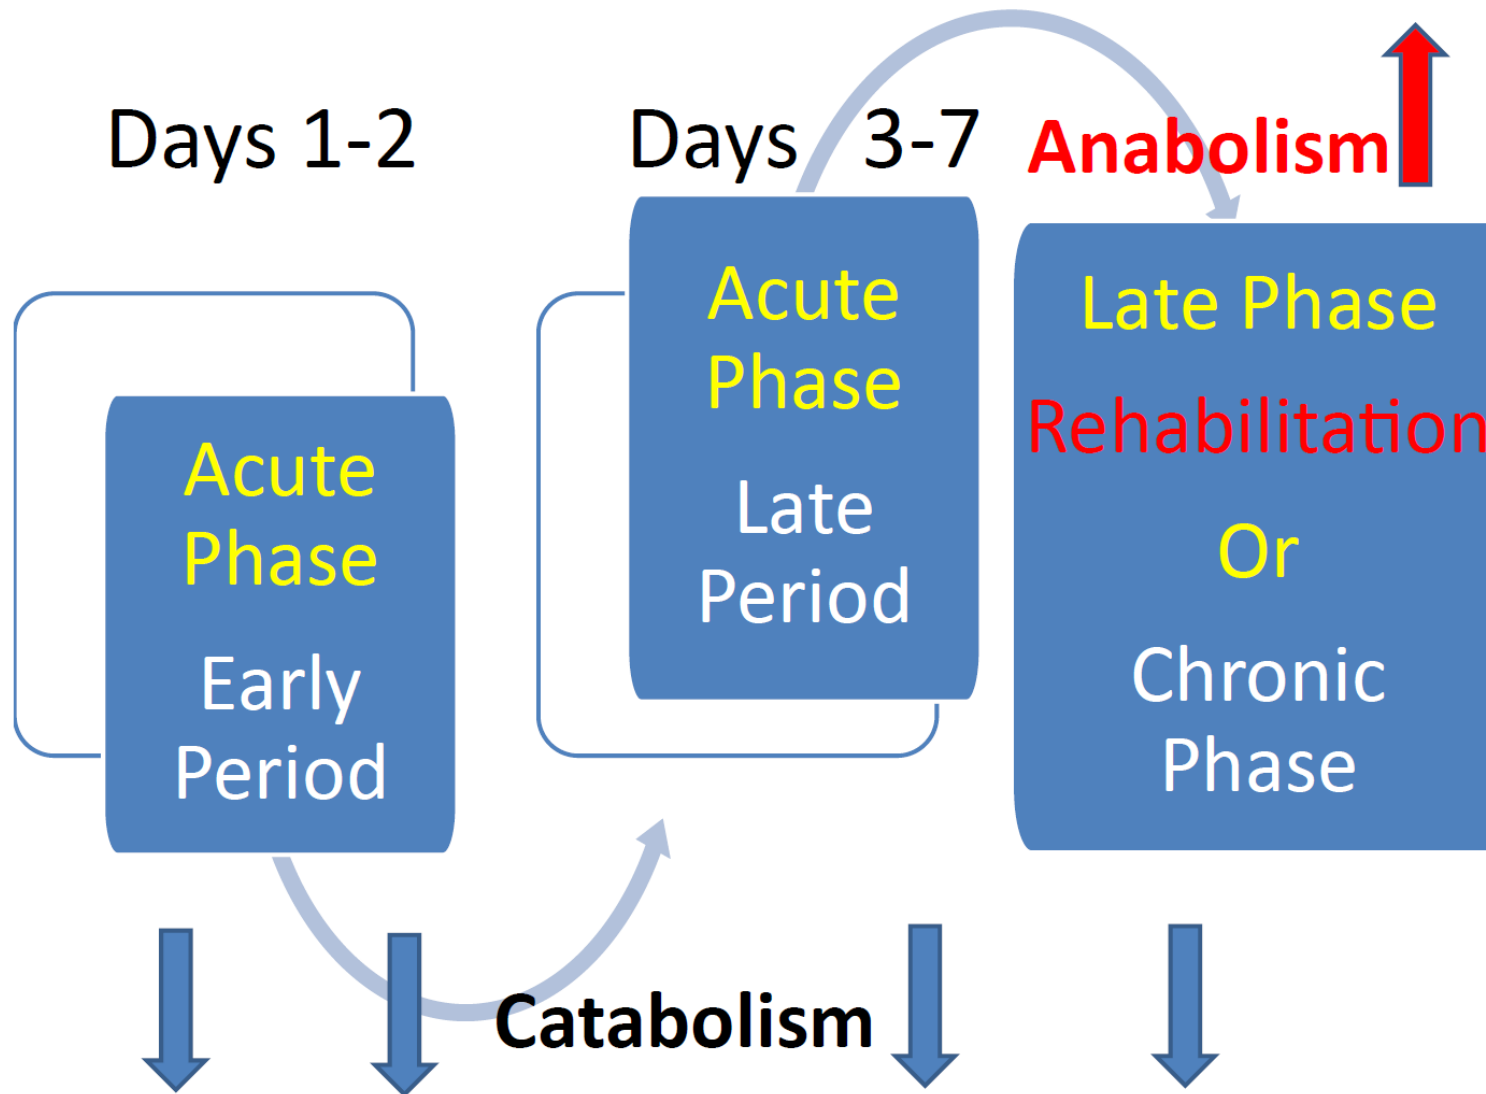 Days 1-2
Acute
Phase
Early
Period
Days 3-7
Acute
Phase
Late
Period
Anabolism
Late Phase
Rehabilitation
Or
Chronic
Phase
Catabolism